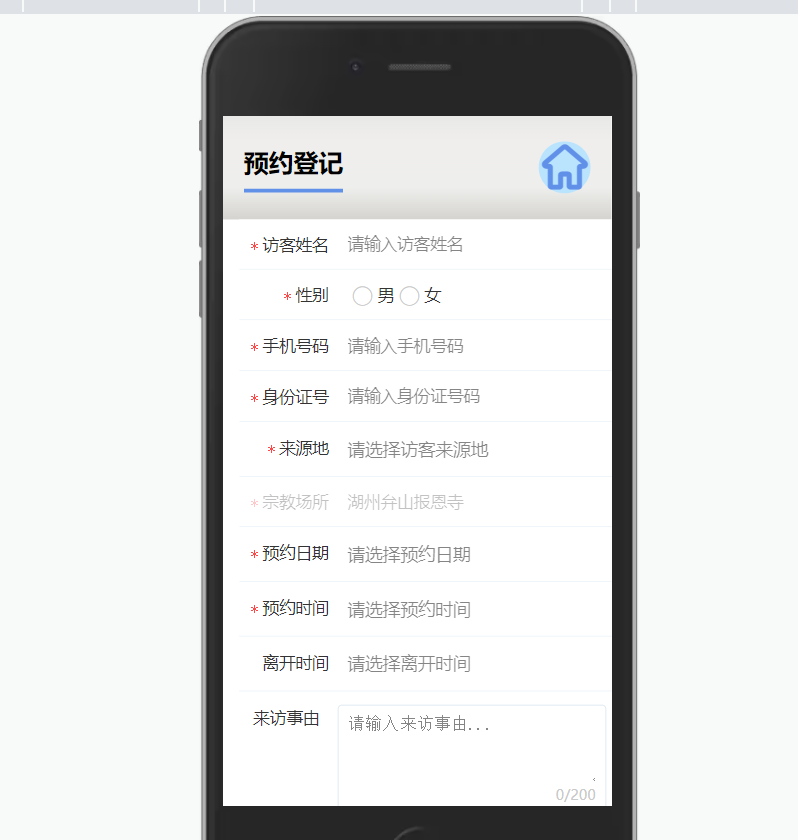 预约登记
* 访客姓名 请输入访客姓名
* 性别 男 女
* 手机号码 请输入手机号码
* 身份证号 请输入身份证号码
* 来源地 请选择访客来源地
* 宗教场所 湖州弁山报恩寺
* 预约日期 请选择预约日期
* 预约时间 请选择预约时间
离开时间 请选择离开时间
来访事由 请输入来访事由...
0/200